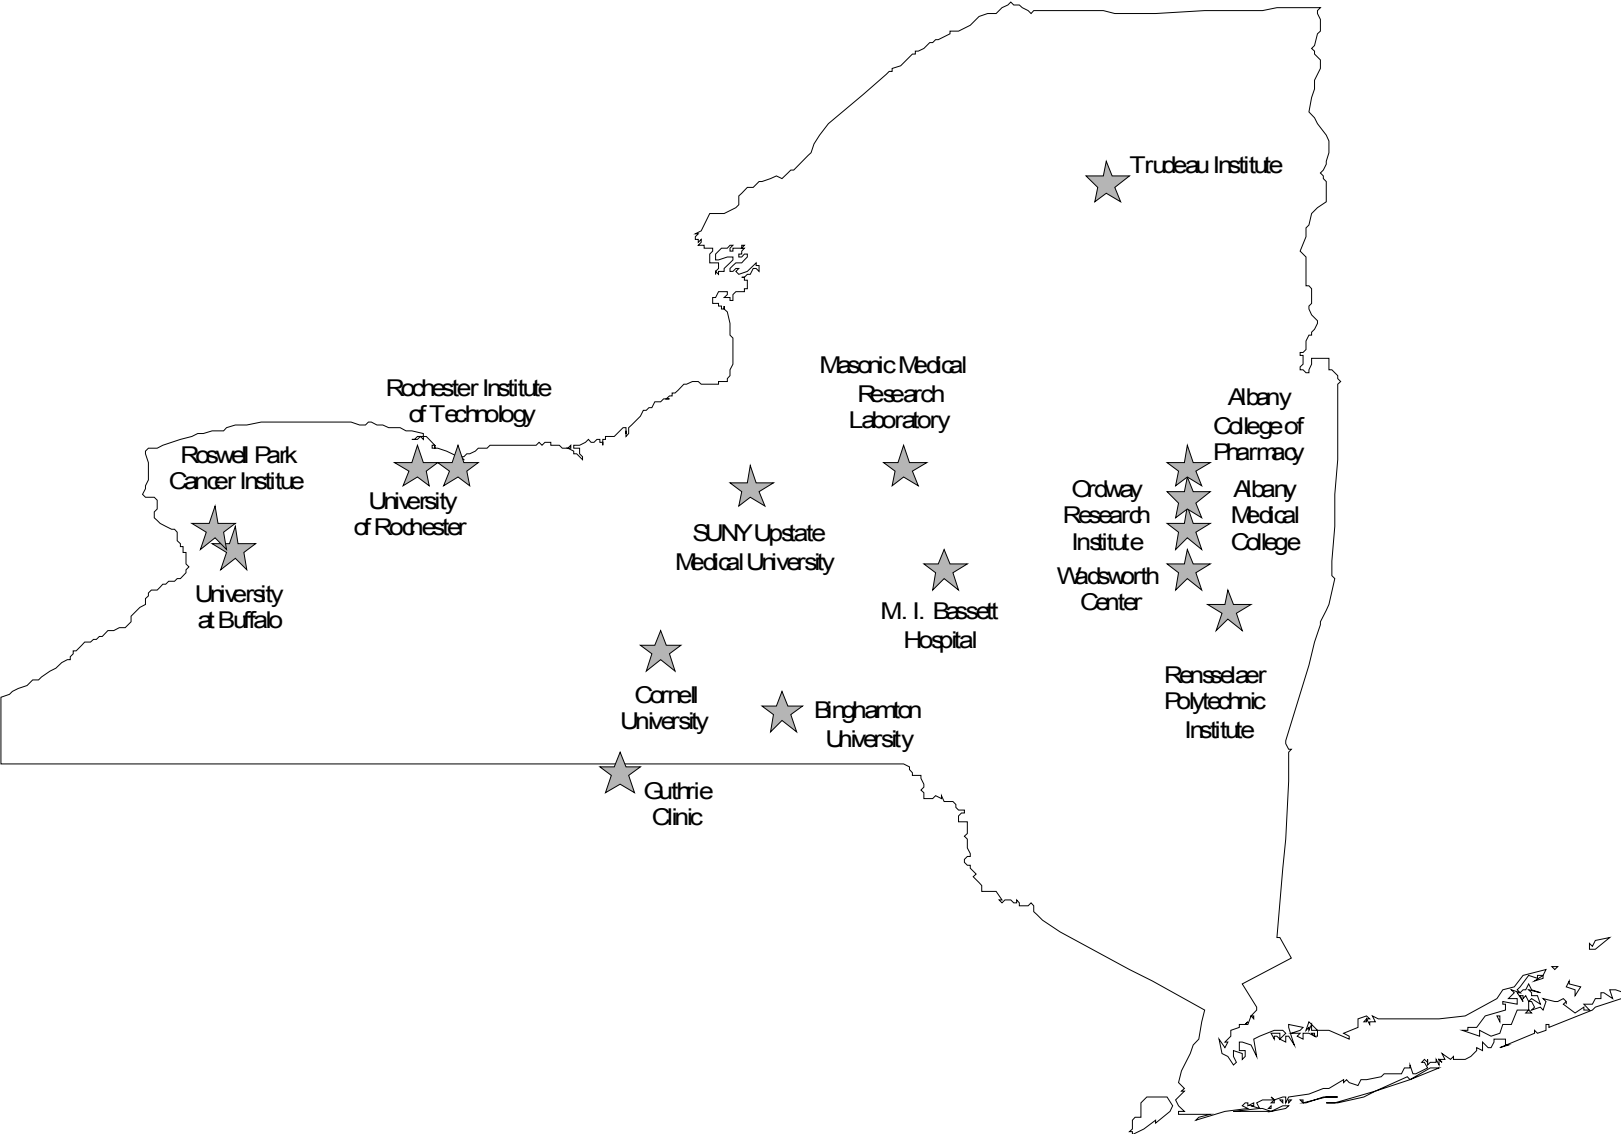 Trudeau Institute
Masonic Medical
Research
Laboratory
Rochester Institute
of Technology
Albany
College of
Pharmacy
Roswell Park
Cancer Institue
University
of Rochester
Ordway
Research
Institute
Albany
Medical
College
SUNY Upstate
Medical University
Wadsworth
Center
University
at Buffalo
M. I. Bassett
Hospital
Rensselaer
Polytechnic
Institute
Cornell
University
Binghamton
University
Guthrie
Clinic